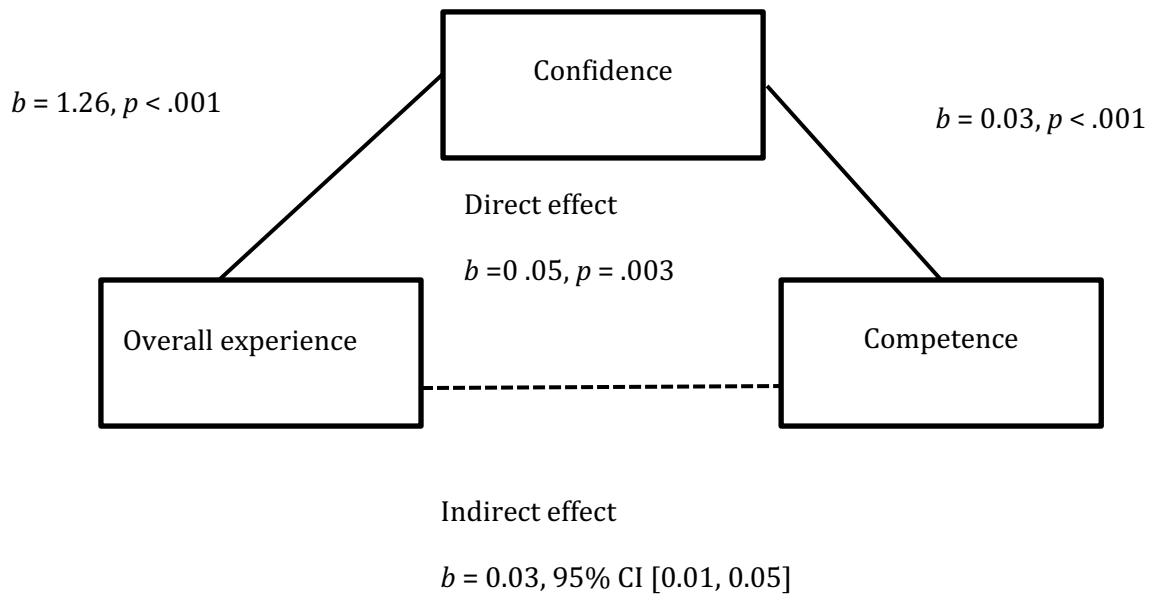 Confidence
b = 1.26, p < .001
b = 0.03, p < .001
Direct effect
b =0 .05, p = .003
Overall experience
Competence
Indirect effect
b = 0.03, 95% CI [0.01, 0.05]